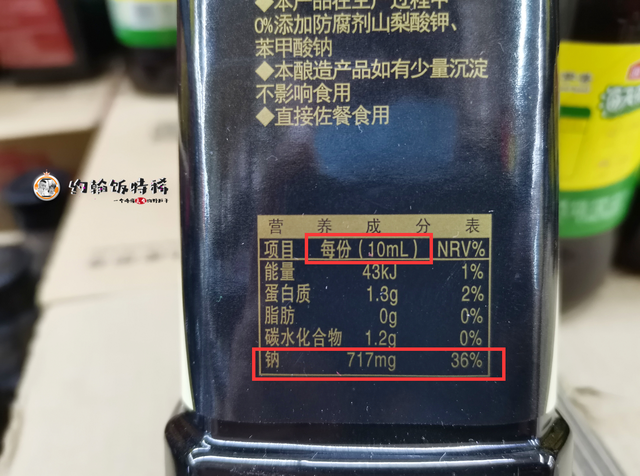 ◆本产品在生产过程中
0%添加防腐剂山梨酸钾、
苯甲酸钠
◆本酿造产品如有少量沉淀
不影响食用
◆直接佐餐食用
约翰饭特稀
营 养 成 分 表
项目 每份(10mL) NRV%
能量 43kJ 1%
蛋白质 1.3g 2%
脂肪 0g 0%
碳水化合物 1.2g 0%
钠 717mg 36%